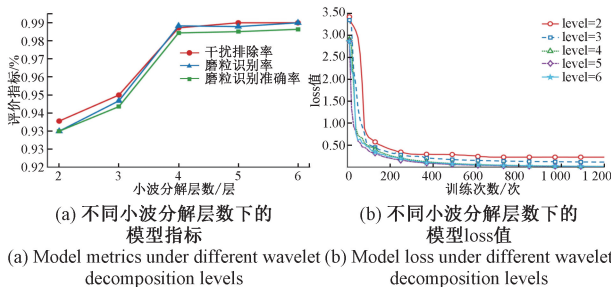 0.99
0.98
0.97
0.96
0.95
0.94
0.93
0.92
评价指标/%
干扰排除率
磨粒识别率
磨粒识别准确率
2 3 4 5 6
小波分解层数/层
(a) 不同小波分解层数下的
模型指标
(a) Model metrics under different wavelet
decomposition levels
3.50
3.00
2.50
2.00
1.50
1.00
0.50
loss值
level=2
level=3
level=4
level=5
level=6
0 200 400 600 800 1 000 1 200
训练次数/次
(b) 不同小波分解层数下的
模型loss值
(b) Model loss under different wavelet
decomposition levels